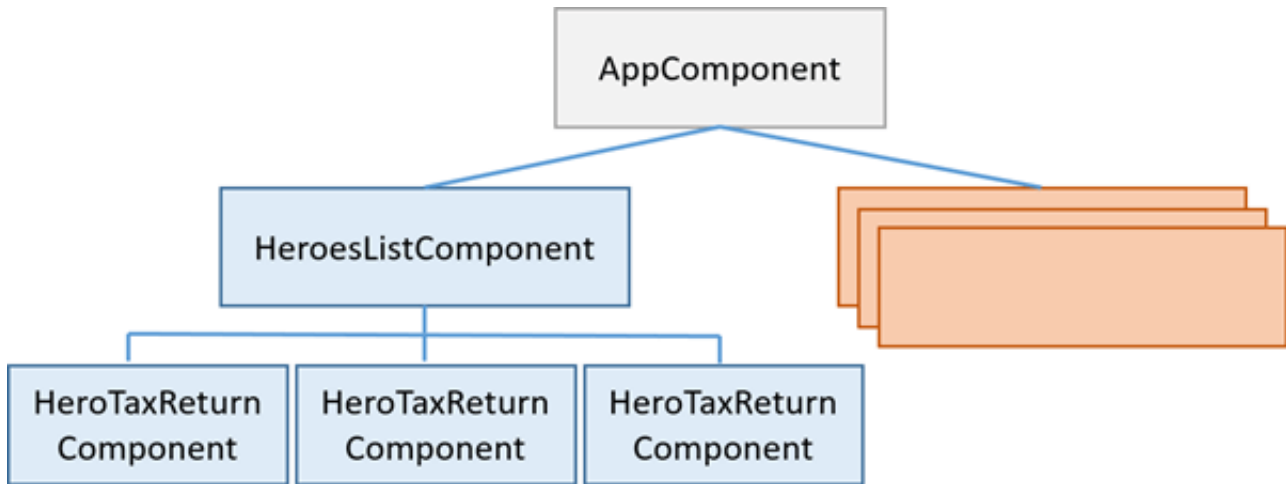 AppComponent
HeroesListComponent
HeroTaxReturn
Component
HeroTaxReturn
Component
HeroTaxReturn
Component